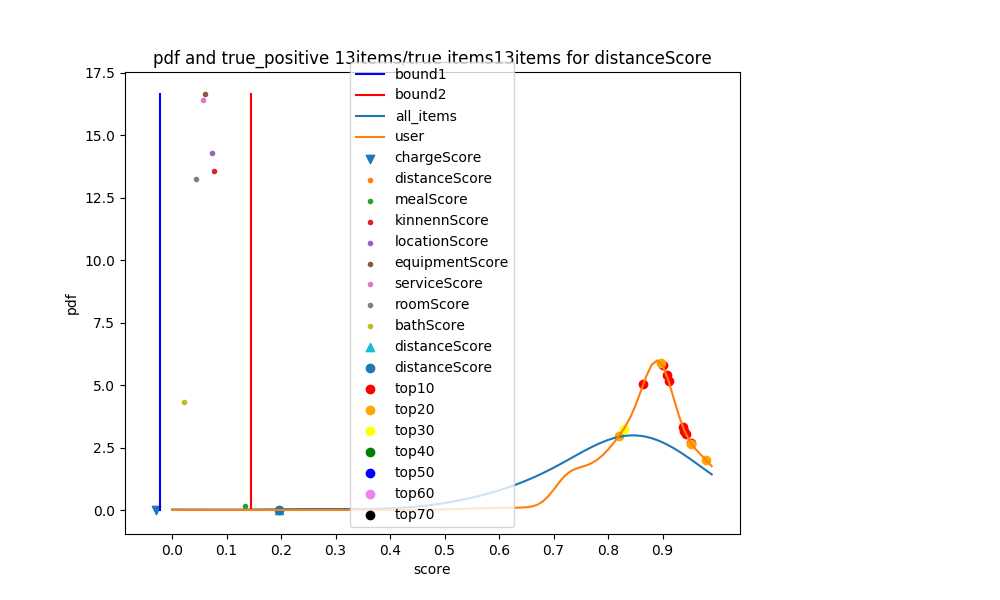 pdf and true_positive 13items/true items13items for distanceScore
17.5
15.0
12.5
10.0
7.5
5.0
2.5
0.0
pdf
bound1
bound2
all_items
user
chargeScore
distanceScore
mealScore
kinnennScore
locationScore
equipmentScore
serviceScore
roomScore
bathScore
distanceScore
distanceScore
top10
top20
top30
top40
top50
top60
top70
0.0 0.1 0.2 0.3 0.4 0.5 0.6 0.7 0.8 0.9
score